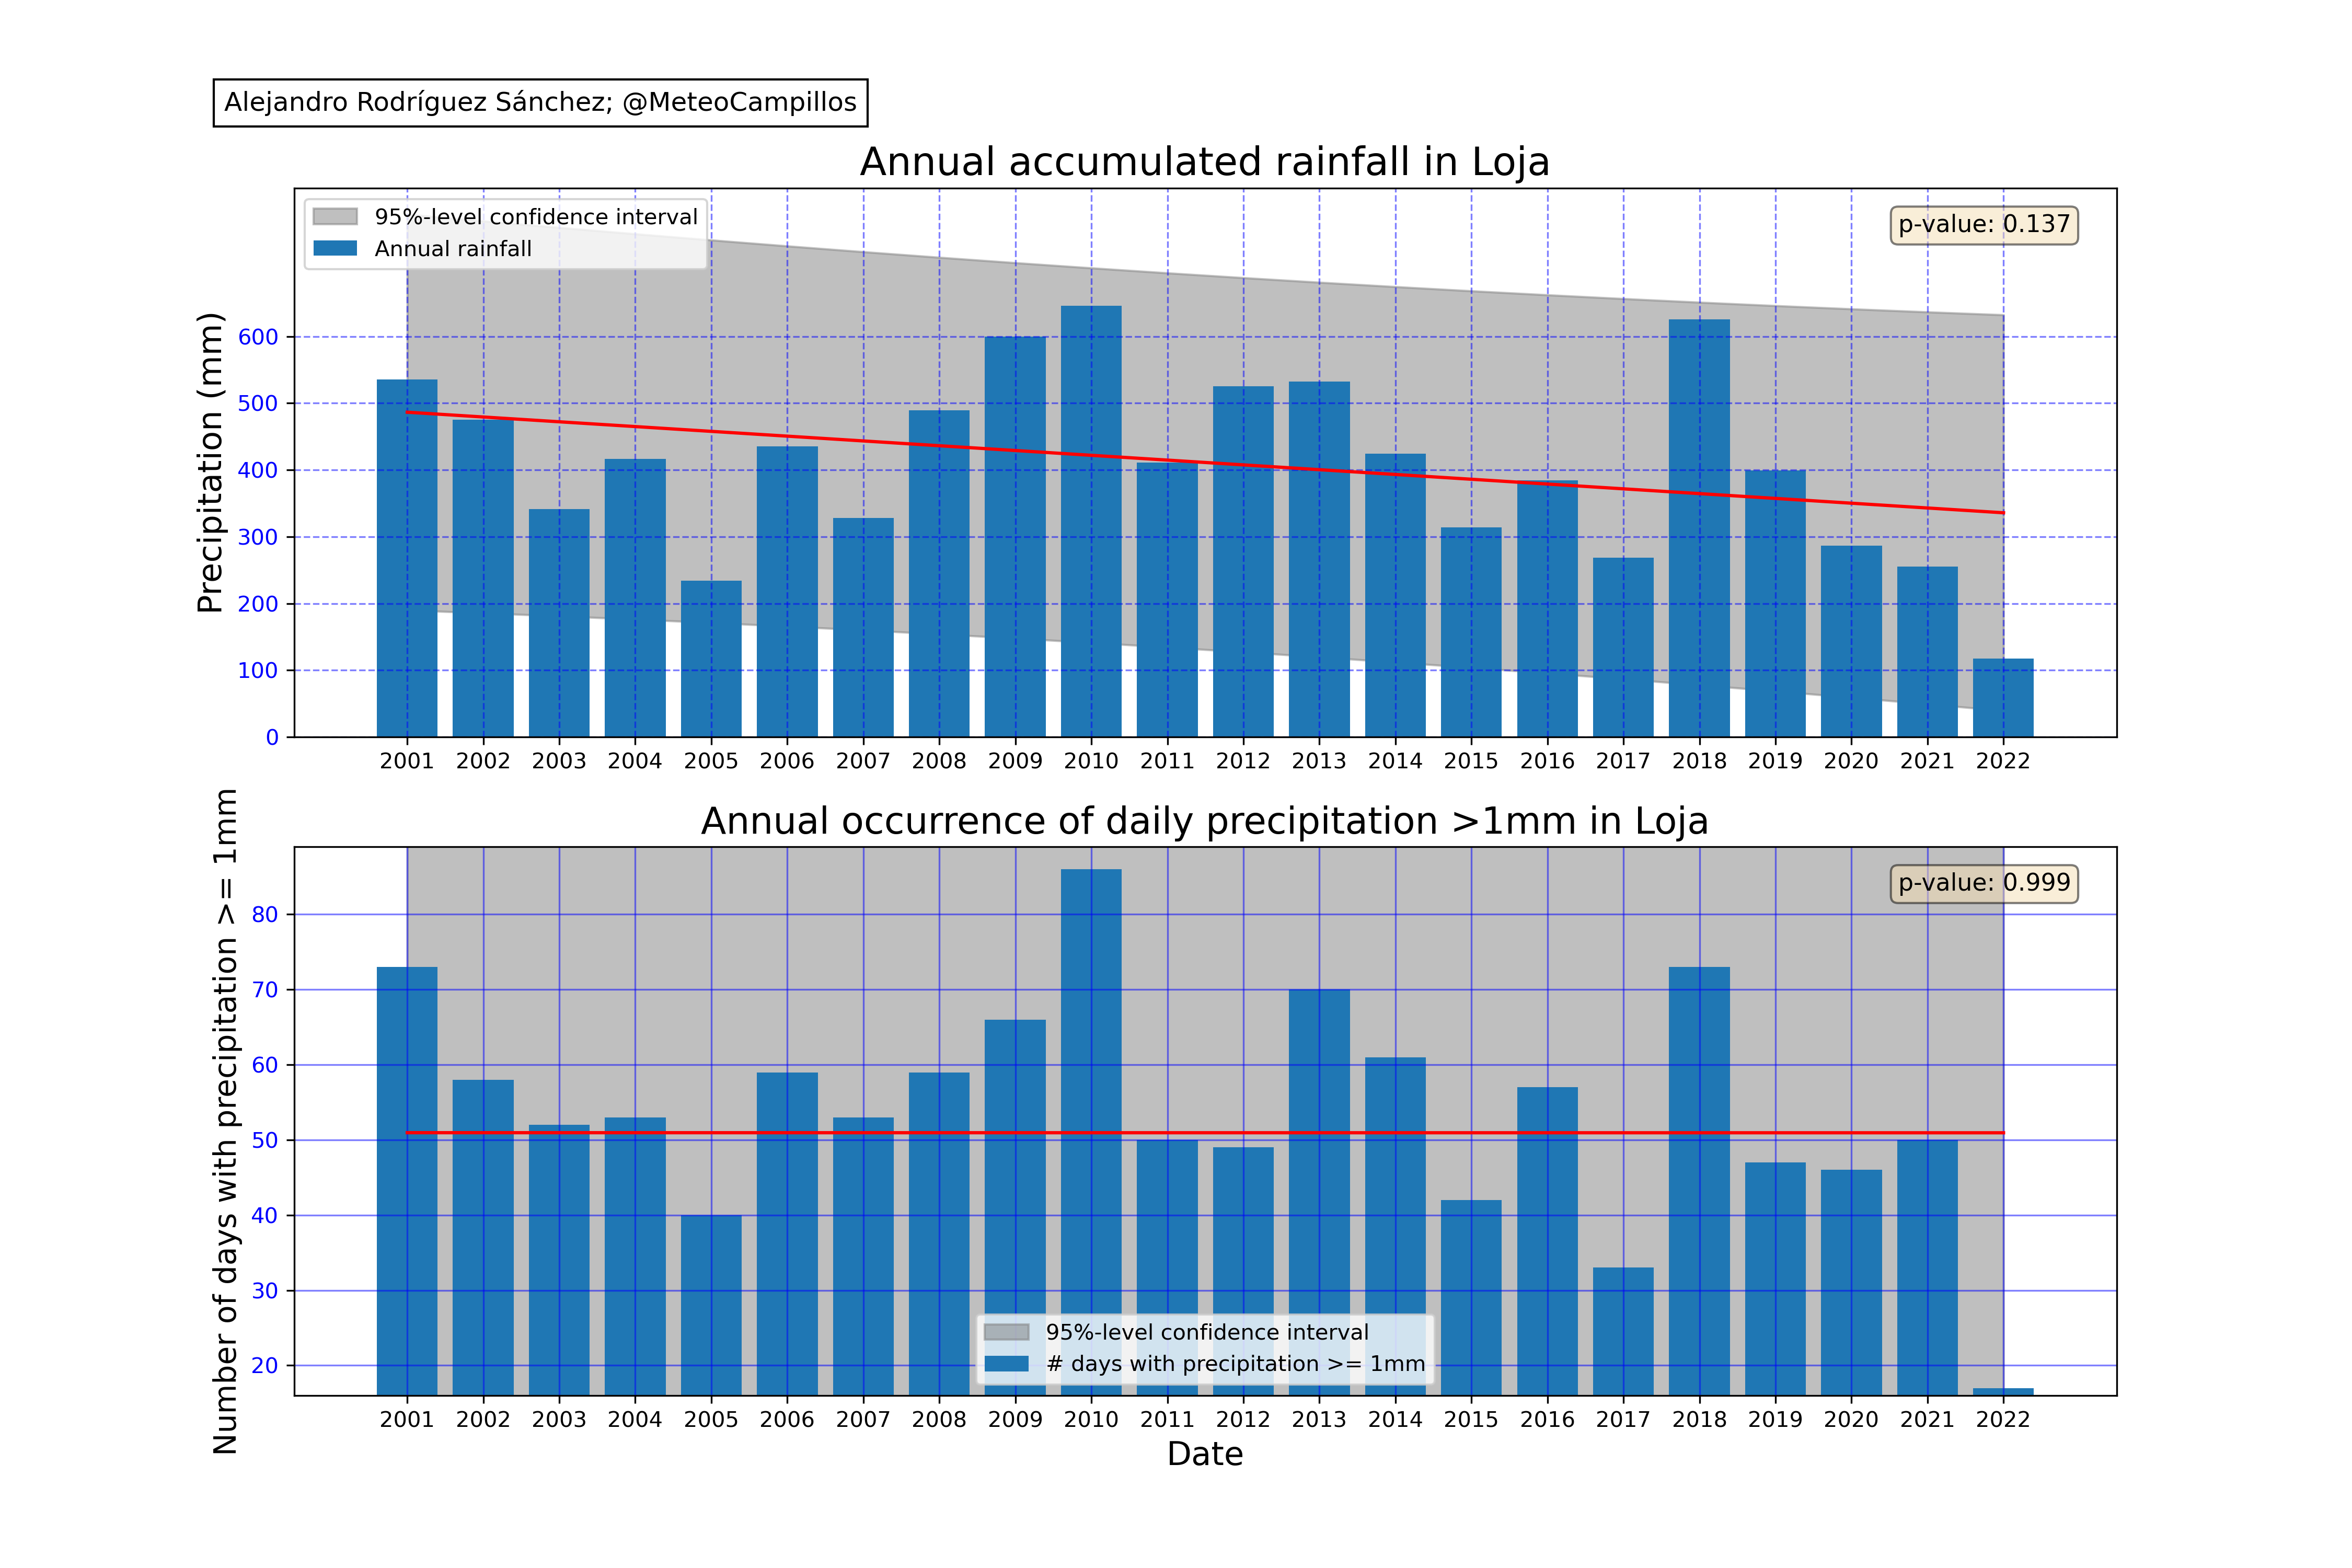 Alejandro Rodríguez Sánchez; @MeteoCampillos
Annual accumulated rainfall in Loja
95%-level confidence interval
Annual rainfall
p-value: 0.137
Precipitation (mm)
600
500
400
300
200
100
0
2001 2002 2003 2004 2005 2006 2007 2008 2009 2010 2011 2012 2013 2014 2015 2016 2017 2018 2019 2020 2021 2022
Annual occurrence of daily precipitation >1mm in Loja
p-value: 0.999
Number of days with precipitation >= 1mm
80
70
60
50
40
30
20
95%-level confidence interval
# days with precipitation >= 1mm
2001 2002 2003 2004 2005 2006 2007 2008 2009 2010 2011 2012 2013 2014 2015 2016 2017 2018 2019 2020 2021 2022
Date